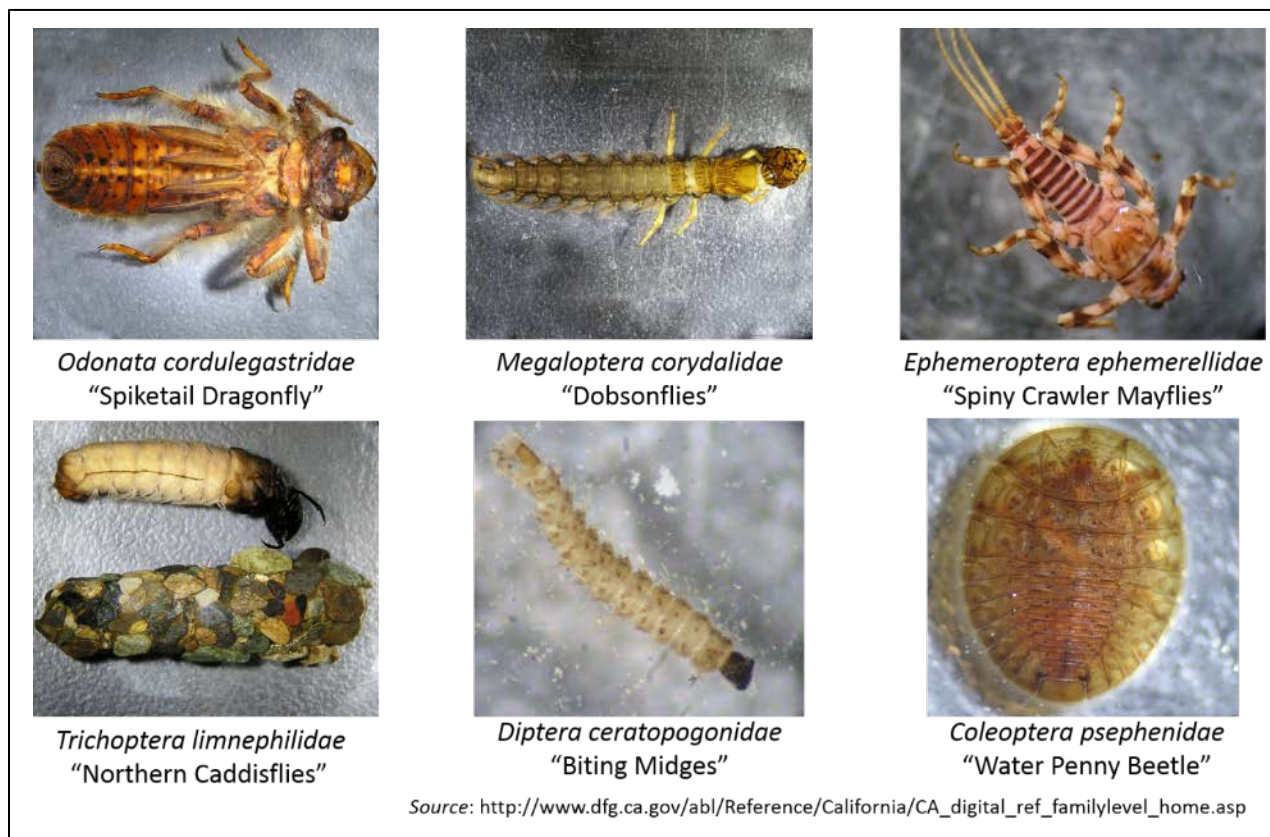 Odonata cordulegastridae
“Spiketail Dragonfly”
Megaloptera corydalidae
“Dobsonflies”
Ephemeroptera ephemerellidae
“Spiny Crawler Mayflies”
Trichoptera limnephilidae
“Northern Caddisflies”
Diptera ceratopogonidae
“Biting Midges”
Coleoptera psephenidae
“Water Penny Beetle”
Source: http://www.dfg.ca.gov/abl/Reference/California/CA_digital_ref_familylevel_home.asp